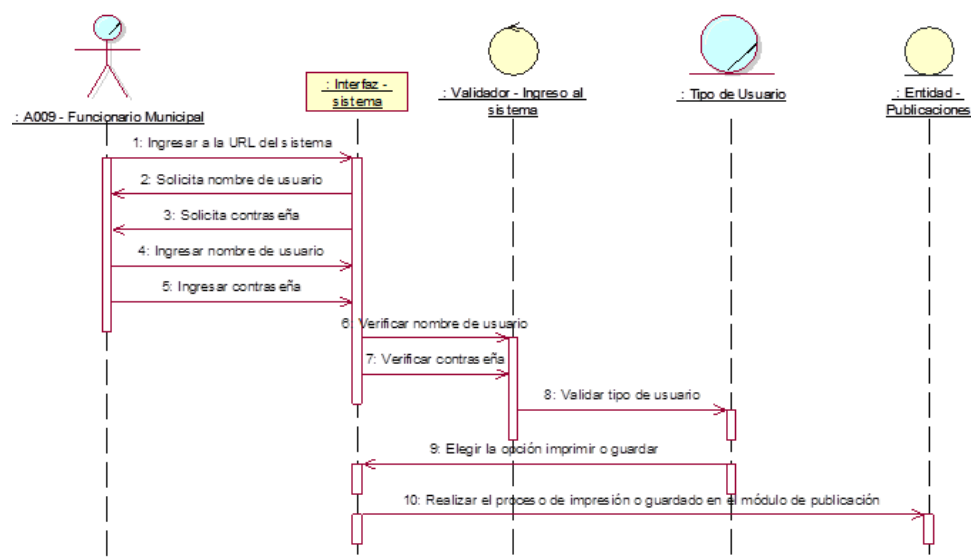 : A009 - Funcionario Municipal
: Interfaz -
sistema
: Validador - Ingreso al
sistema
: Tipo de Usuario
: Entidad -
Publicaciones
1: Ingresar a la URL del sistema
2: Solicita nombre de usuario
3: Solicita contraseña
4: Ingresar nombre de usuario
5: Ingresar contraseña
6: Verificar nombre de usuario
7: Verificar contraseña
8: Validar tipo de usuario
9: Elegir la opción imprimir o guardar
10: Realizar el proceso de impresión o guardado en el módulo de publicación